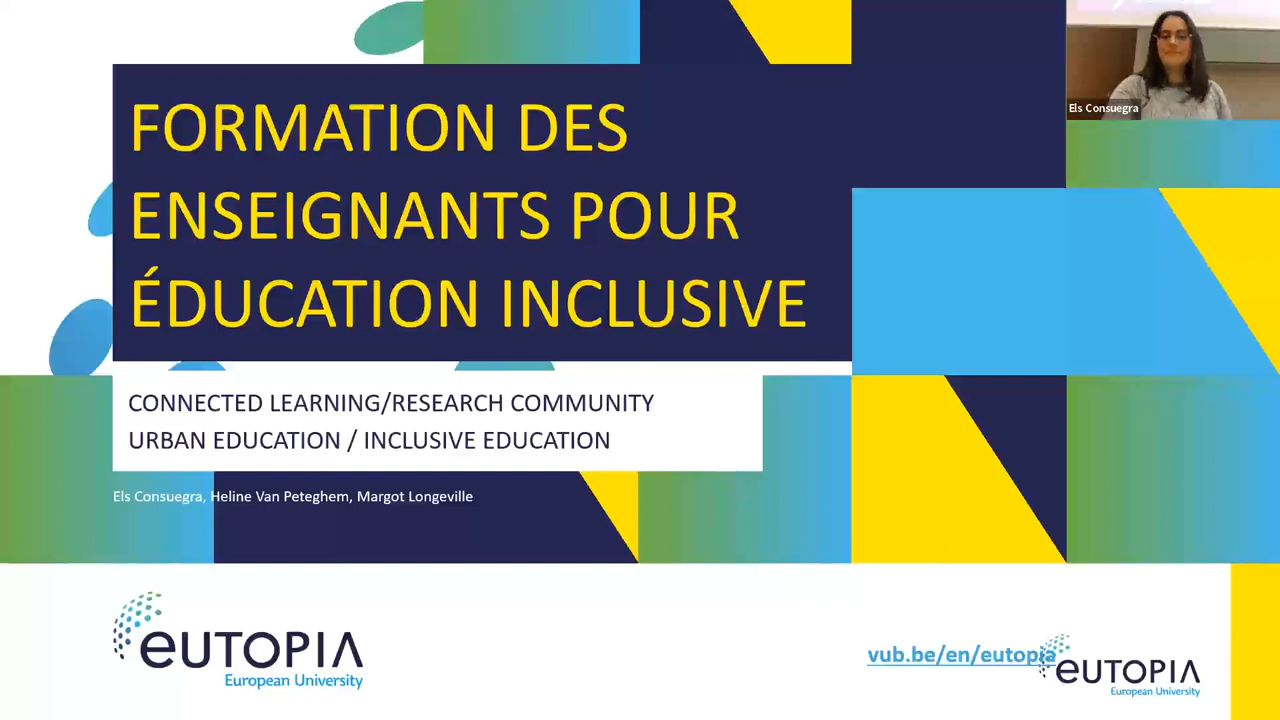 FORMATION DES
ENSEIGNANTS POUR
ÉDUCATION INCLUSIVE
Els Consuegra
CONNECTED LEARNING/RESEARCH COMMUNITY
URBAN EDUCATION / INCLUSIVE EDUCATION
Els Consuegra, Heline Van Peteghem, Margot Longeville
eUTOPIA
European University
vub.be/en/eutopia
eUTOPIA
European University